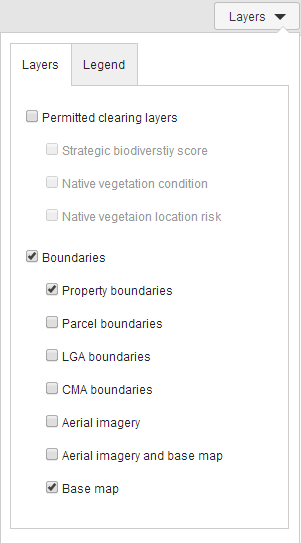 Layers
Layers Legend
Permitted clearing layers
Strategic biodiverstiy score
Native vegetation condition
Native vegetaion location risk
Boundaries
Property boundaries
Parcel boundaries
LGA boundaries
CMA boundaries
Aerial imagery
Aerial imagery and base map
Base map